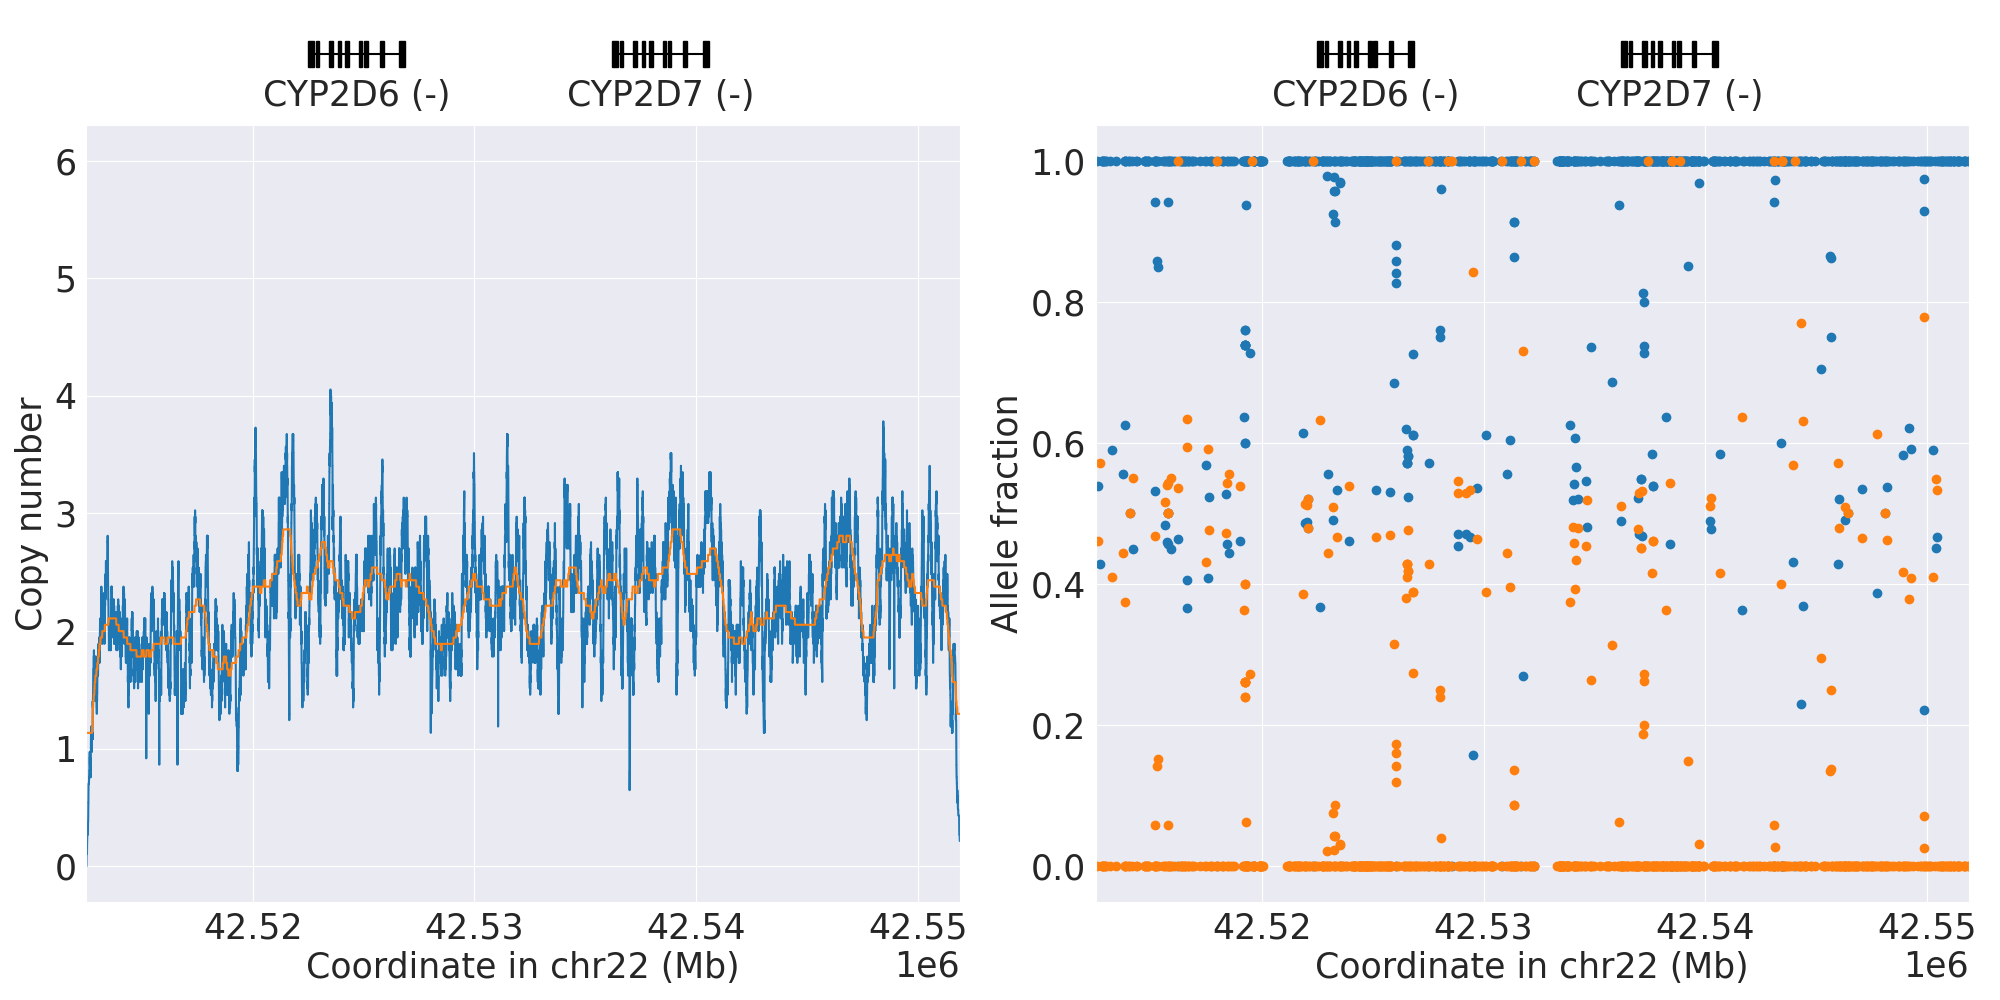 CYP2D6 (-) CYP2D7 (-)
6
5
4
3
2
1
0
Copy number
42.52 42.53 42.54 42.55
Coordinate in chr22 (Mb) 1e6
CYP2D6 (-) CYP2D7 (-)
1.0
0.8
0.6
0.4
0.2
0.0
Allele fraction
42.52 42.53 42.54 42.55
Coordinate in chr22 (Mb) 1e6